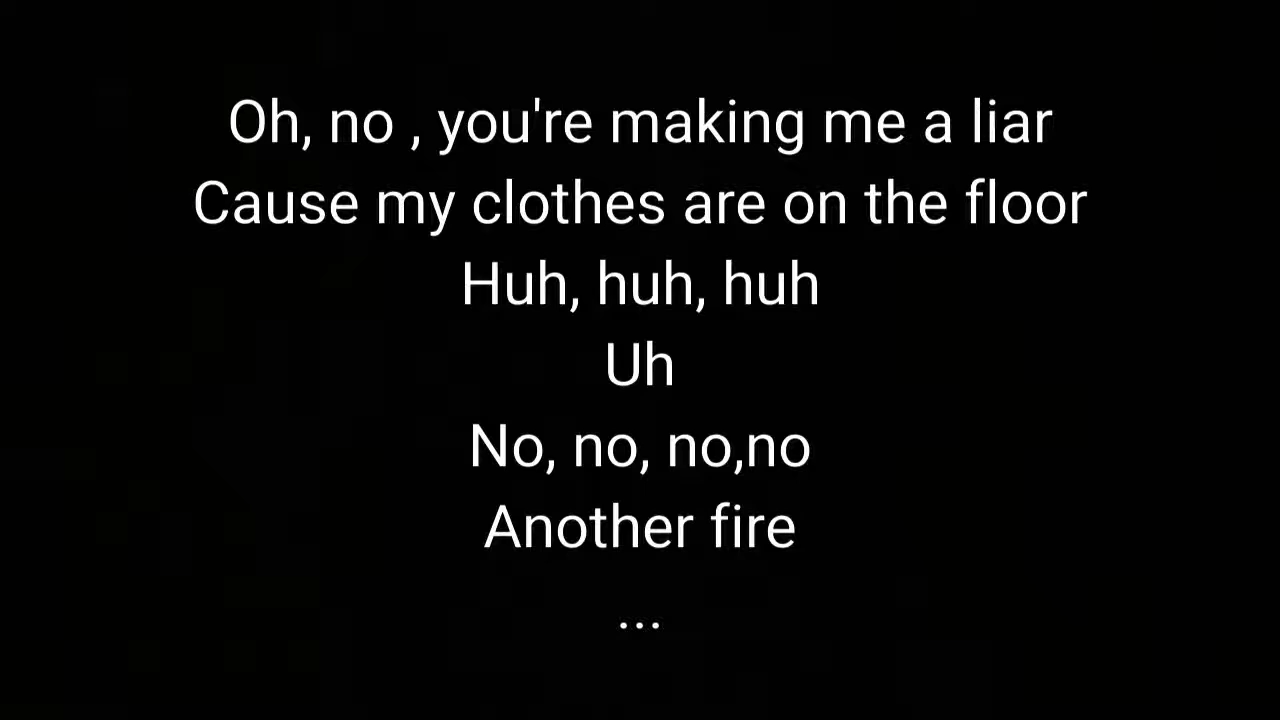 Oh, no , you're making me a liar
Cause my clothes are on the floor
Huh, huh, huh
Uh
No, no, no,no
Another fire
...